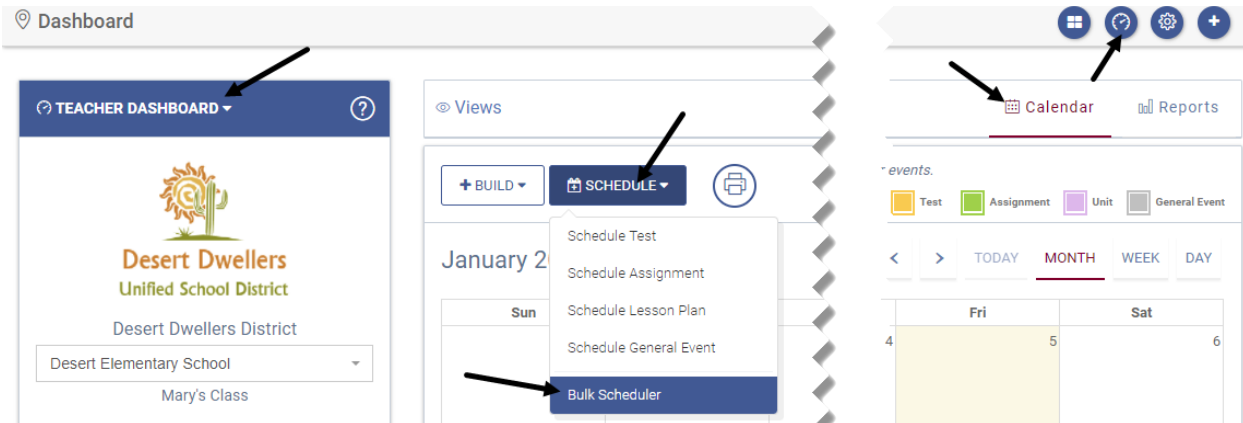 Dashboard
TEACHER DASHBOARD
?
Desert Dwellers
Unified School District
Desert Dwellers District
Desert Elementary School
Mary's Class
Views
+ BUILD
SCHEDULE
Schedule Test
Schedule Assignment
Schedule Lesson Plan
Schedule General Event
Bulk Scheduler
January 2
Sun
Calendar
Reports
events.
Test
Assignment
Unit
General Event
< > TODAY MONTH WEEK DAY
Fri Sat
4 5 6